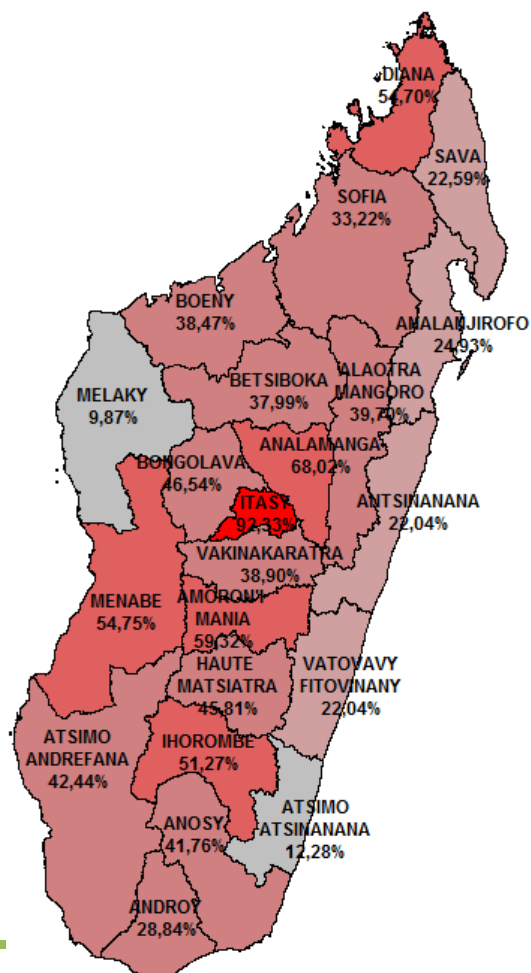 DIANA
54,70%
SAVA
22,59%
SOFIA
33,22%
BOENY
38,47%
ANALANJIROFO
24,93%
BETSIBOKA
37,99%
ALAOTRA
MANGORO
39,70%
MELAKY
9,87%
BONGOLAVA
46,54%
ANALAMANGA
68,02%
ITASY
92,33%
ANTSINANANA
22,04%
VAKINAKARATRA
38,90%
MENABE
54,75%
AMORON'I
MANIA
59,32%
HAUTE
MATSIATRA
45,81%
VATOVAVY
FITOVINANY
22,04%
ATSIMO
ANDREFANA
42,44%
IHOROMBE
51,27%
ATSIMO
ATSINANANA
12,28%
ANOSY
41,76%
ANDROY
28,84%